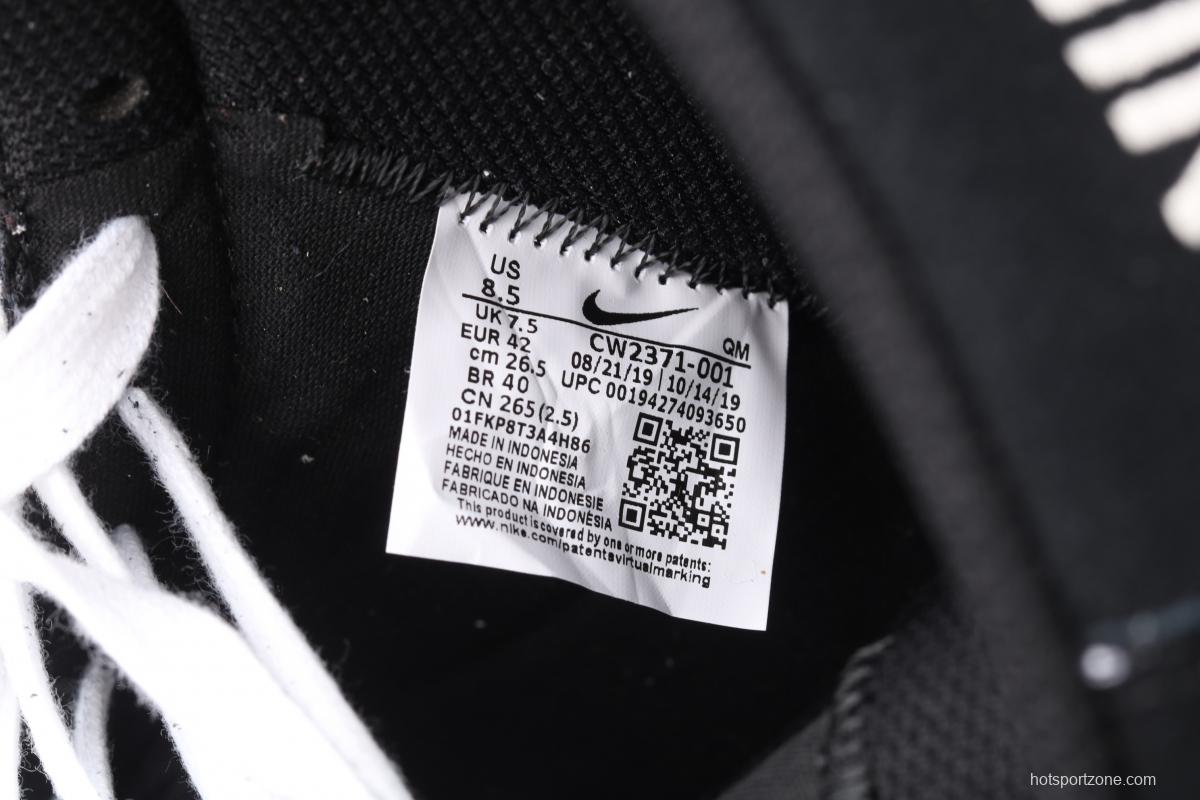 US
8.5
QM
UK 7.5
CW2371-001
EUR 42
08/21/19 | 10/14/19
cm 26.5
UPC 00194274093650
BR 40
CN 265(2.5)
01FKP8T3A4H86
MADE IN INDONESIA
HECHO EN INDONESIA
FABRIQUE EN INDONESIE
FABRICADO NA INDONÉSIA
This product is covered by one or more patents:
www.nike.com/patentsvirtualmarking
hotsportzone.com